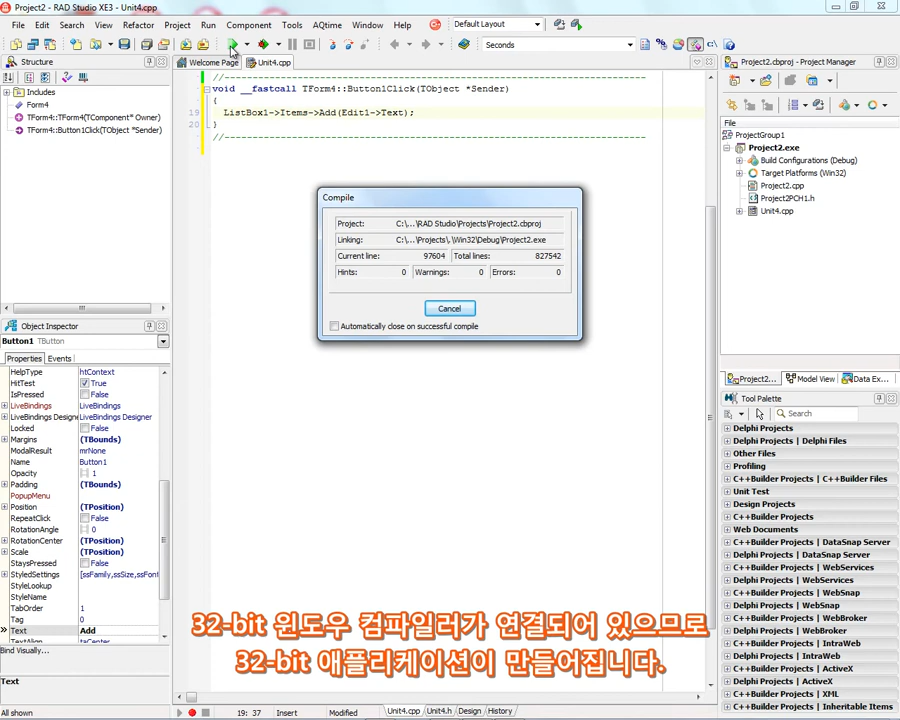 Project2 - RAD Studio XE3 - Unit4.cpp
File Edit Search View Refactor Project Run Component Tools AQtime Window Help Default Layout
Seconds
Structure
Includes
Form4
TForm4::TForm4(TComponent *Owner)
TForm4::Button1Click(TObject *Sender)
Welcome Page Unit4.cpp
//---------------------------------------------------------------------------
void __fastcall TForm4::Button1Click(TObject *Sender)
{
19 ListBox1->Items->Add(Edit1->Text);
20 }
//---------------------------------------------------------------------------
Compile
Project: C:\...\RAD Studio\Projects\Project2.cbproj
Linking: C:\...Projects\.\Win32\Debug\Project2.exe
Current line: 97604 Total lines: 827542
Hints: 0 Warnings: 0 Errors: 0
Cancel
Automatically close on successful compile
Object Inspector
Button1 TButton
Properties Events
HelpType htContext
HitTest True
IsPressed False
LiveBindings LiveBindings
LiveBindings Designer LiveBindings Designer
Locked False
Margins (TBounds)
ModalResult mrNone
Name Button1
Opacity 1
Padding (TBounds)
PopupMenu
Position (TPosition)
RepeatClick False
RotationAngle 0
RotationCenter (TPosition)
Scale (TPosition)
StaysPressed False
StyledSettings [ssFamily,ssSize,ssFont
StyleLookup
StyleName
TabOrder 1
Tag 0
Text Add
TextAlign taCenter
Bind Visually...
Text
All shown
Project2.cbproj - Project Manager
File
ProjectGroup1
Project2.exe
Build Configurations (Debug)
Target Platforms (Win32)
Project2.cpp
Project2PCH1.h
Unit4.cpp
Project2... Model View Data Ex...
Tool Palette
Search
Delphi Projects
Delphi Projects | Delphi Files
Other Files
Profiling
C++Builder Projects | C++Builder Files
Unit Test
Design Projects
C++Builder Projects
Web Documents
C++Builder Projects | DataSnap Server
Delphi Projects | DataSnap Server
C++Builder Projects | WebServices
Delphi Projects | WebServices
C++Builder Projects | WebSnap
Delphi Projects | WebSnap
C++Builder Projects | WebBroker
Delphi Projects | WebBroker
C++Builder Projects | IntraWeb
Delphi Projects | IntraWeb
C++Builder Projects | ActiveX
Delphi Projects | ActiveX
C++Builder Projects | XML
Delphi Projects | XML
C++Builder Projects | Inheritable Items
32-bit 윈도우 컴파일러가 연결되어 있으므로
32-bit 애플리케이션이 만들어집니다.
19: 37 Insert Modified Unit4.cpp Unit4.h Design History